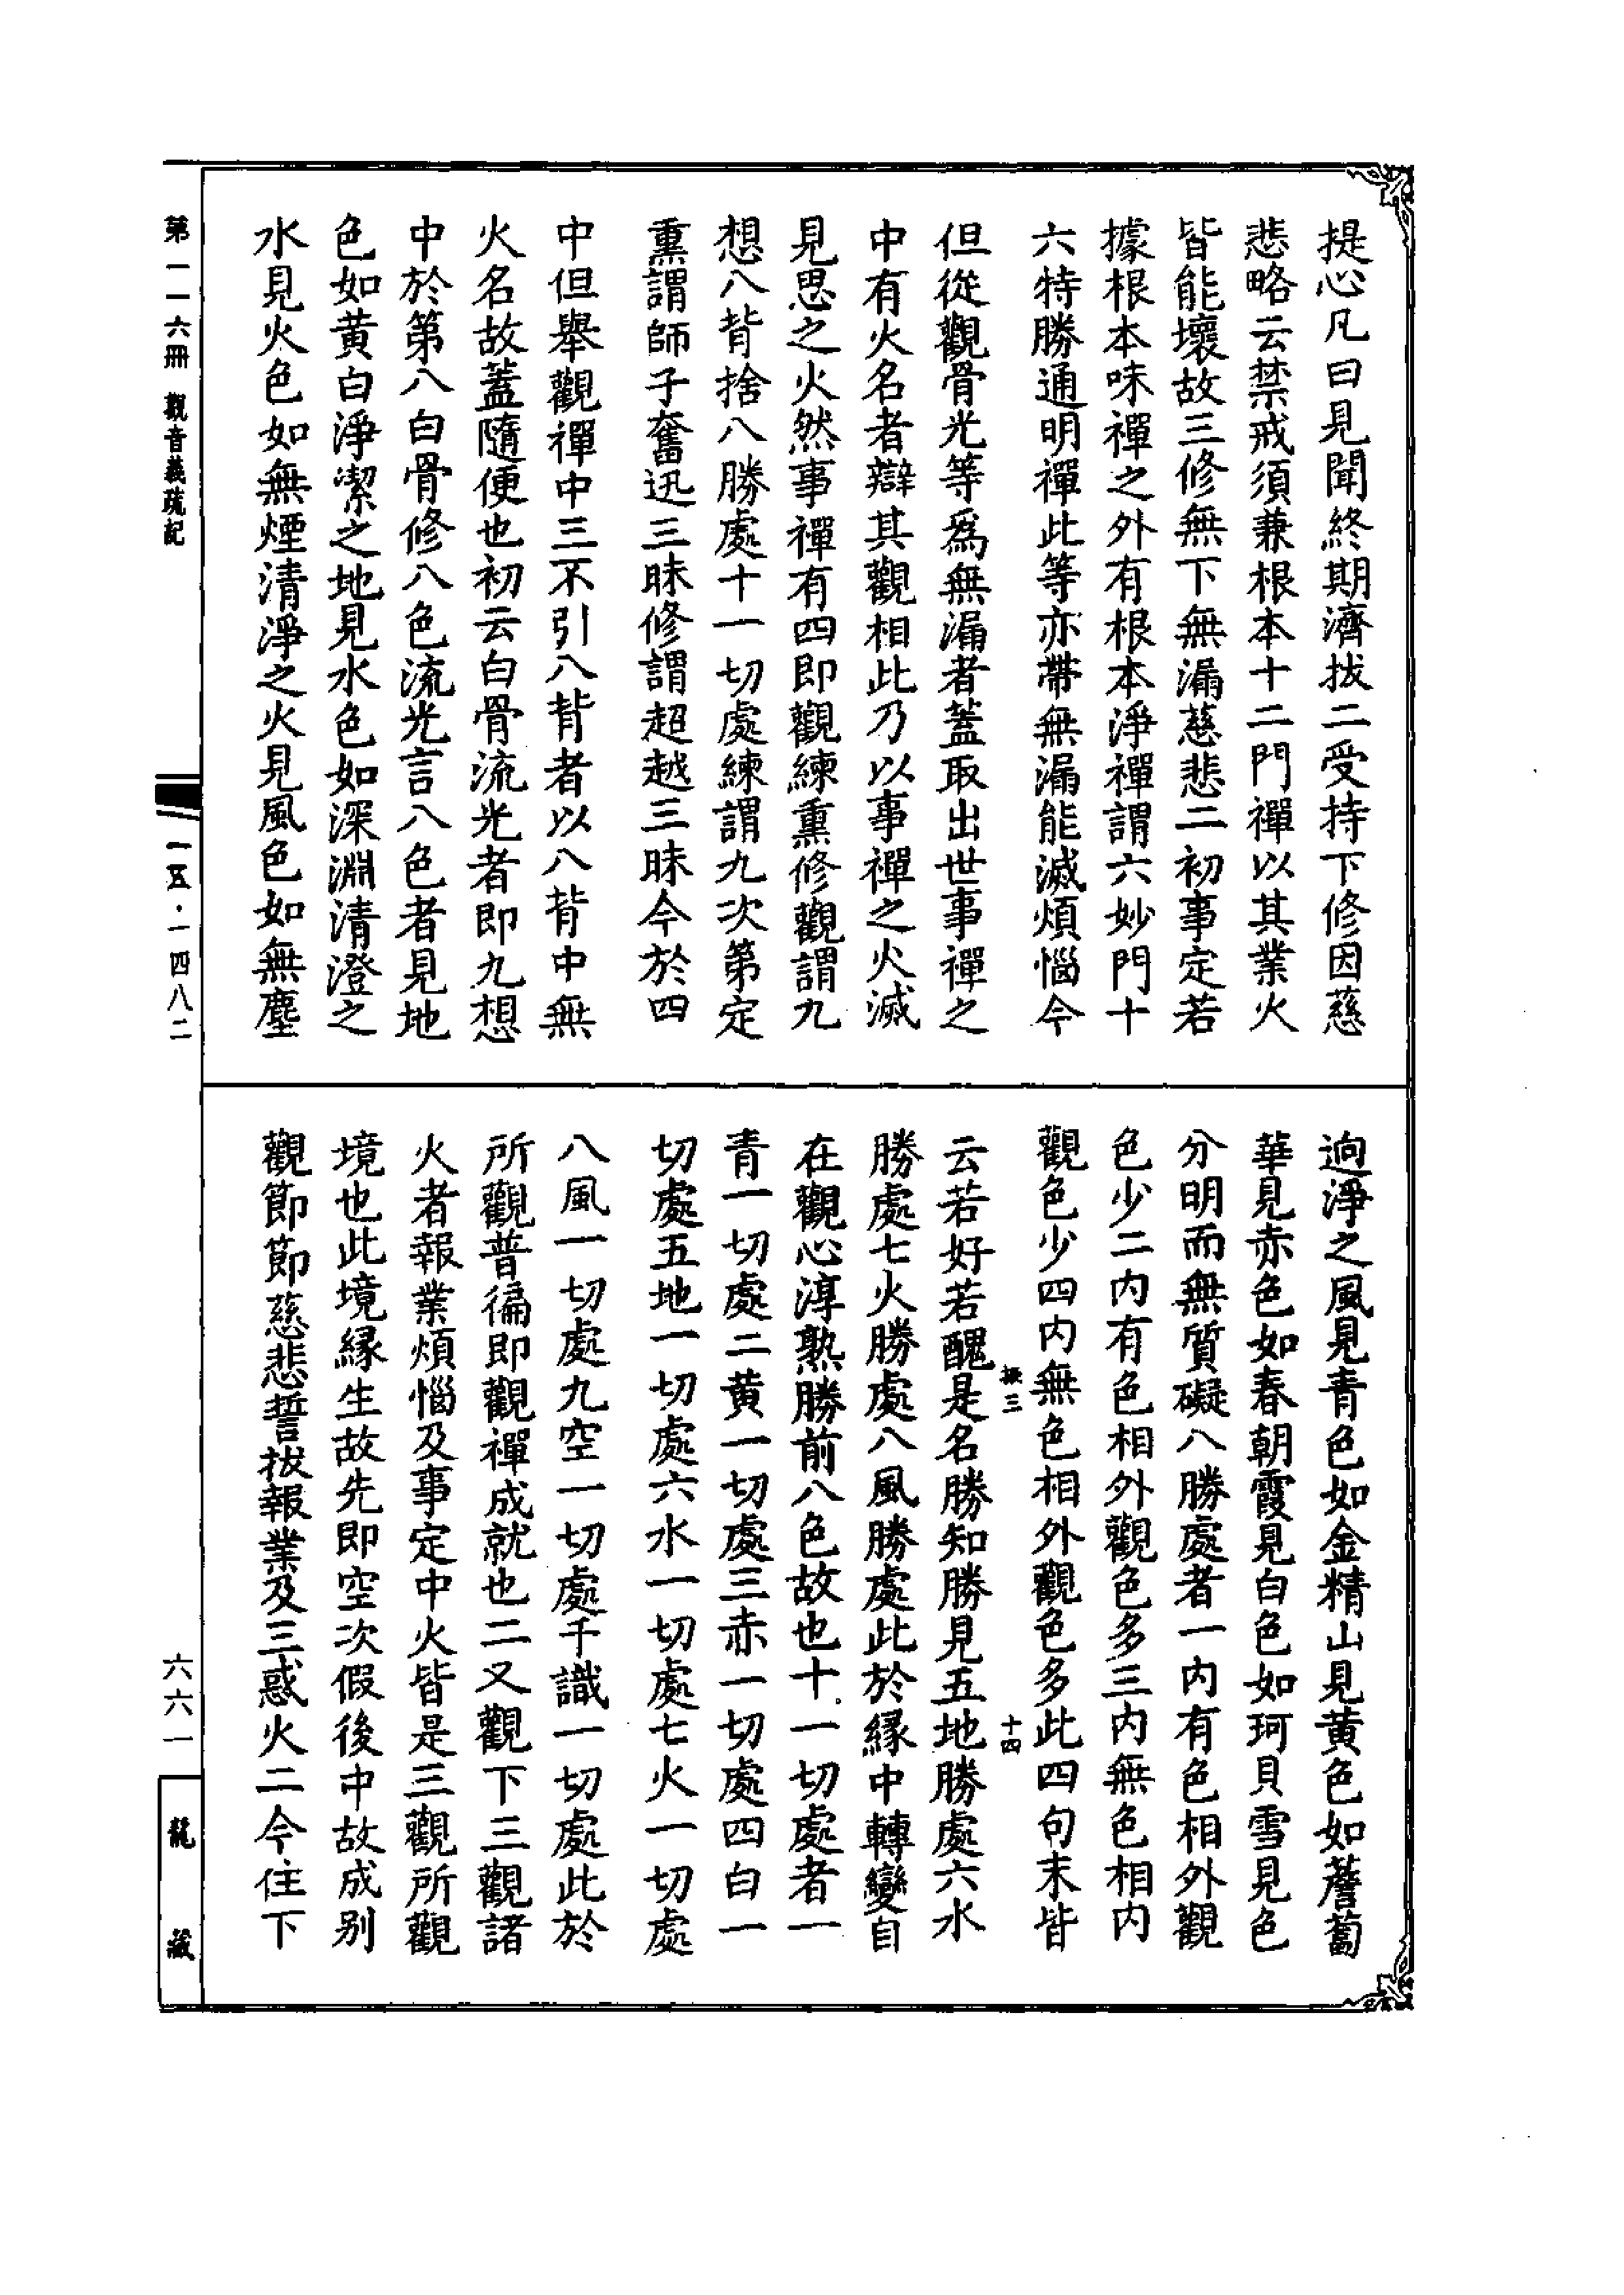 提心凡曰見聞終期濟拔二受持下修因慈
悲略云禁戒須兼根本十二門禪以其業火
皆能壞故三修無下無漏慈悲二初事定若
據根本味禪之外有根本淨禪謂六妙門十
六特勝通明禪此等亦帶無漏能滅煩惱今
但從觀骨光等為無漏者蓋取出世事禪之
中有火名者辯其觀相此乃以事禪之火滅
見思之火然事禪有四即觀練熏修觀謂九
想八背捨八勝處十一切處練謂九次第定
熏謂師子奮迅三昧修謂超越三昧今於四
中但舉觀禪中三不引八背者以八背中無
火名故蓋隨便也初云白骨流光者即九想
中於第八白骨修八色流光言八色者見地
色如黃白淨潔之地見水色如深淵清澄之
水見火色如無煙清淨之火見風色如無塵
逈淨之風見青色如金精山見黃色如薝蔔
華見赤色如春朝霞見白色如珂貝雪見色
分明而無質礙八勝處者一內有色相外觀
色少二內有色相外觀色多三內無色相內
觀色少四內無色相外觀色多此四句末皆
振三
十四
云若好若醜是名勝知勝見五地勝處六水
勝處七火勝處八風勝處此於緣中轉變自
在觀心淳熟勝前八色故也十一切處者一
青一切處二黃一切處三赤一切處四白一
切處五地一切處六水一切處七火一切處
八風一切處九空一切處千識一切處此於
所觀普徧即觀禪成就也二又觀下三觀諸
火者報業煩惱及事定中火皆是三觀所觀
境也此境緣生故先即空次假後中故成别
觀節節慈悲誓拔報業及三惑火二今住下
第一一六冊 觀音義疏記
一五·一四八二
六六一
龍藏